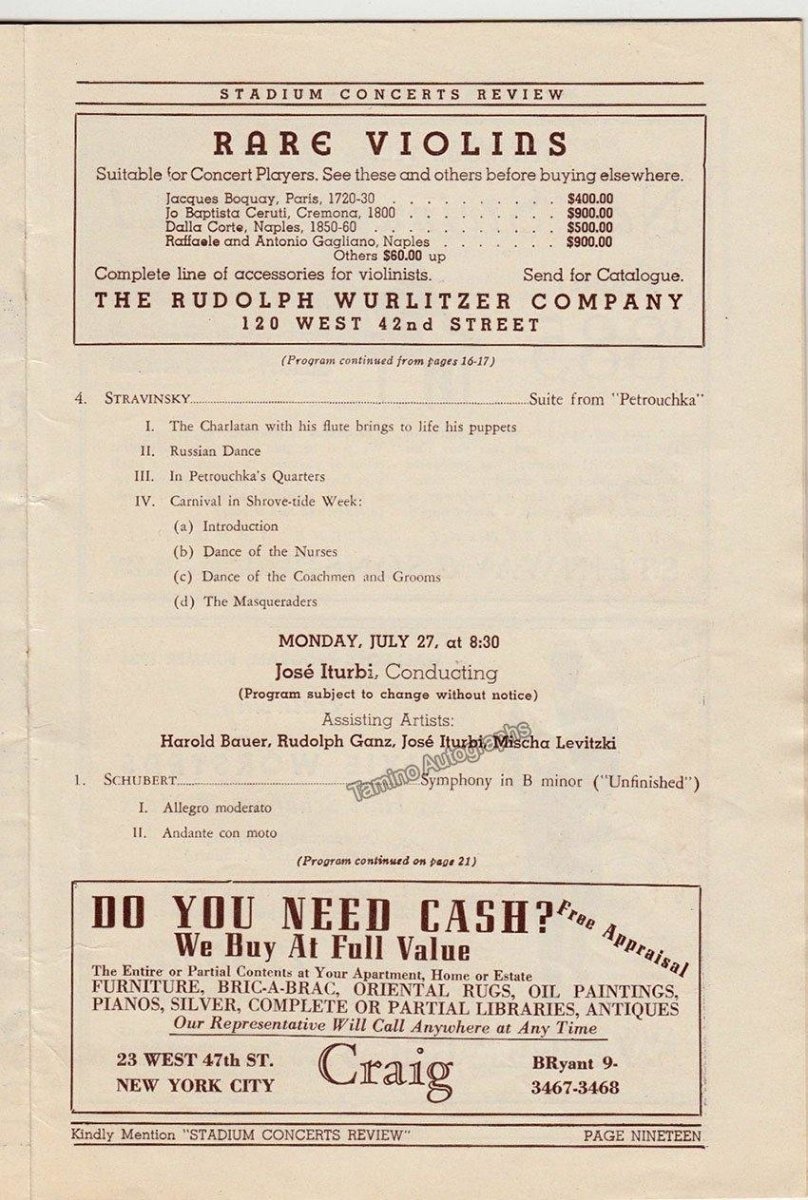 STADIUM CONCERTS REVIEW
RARE VIOLINS
Suitable for Concert Players. See these and others before buying elsewhere.
Jacques Boquay, Paris, 1720-30 . . . . . . . . . . $400.00
Jo Baptista Ceruti, Cremona, 1800 . . . . . . . . . $900.00
Dalla Corte, Naples, 1850-60 . . . . . . . . . . . $500.00
Raffaele and Antonio Gagliano, Naples . . . . . . . $900.00
Others $60.00 up
Complete line of accessories for violinists. Send for Catalogue.
THE RUDOLPH WURLITZER COMPANY
120 WEST 42nd STREET
(Program continued from pages 16-17)
4. STRAVINSKY........Suite from "Petrouchka"
I. The Charlatan with his flute brings to life his puppets
II. Russian Dance
III. In Petrouchka's Quarters
IV. Carnival in Shrove-tide Week:
(a) Introduction
(b) Dance of the Nurses
(c) Dance of the Coachmen and Grooms
(d) The Masqueraders
MONDAY, JULY 27, at 8:30
José Iturbi, Conducting
(Program subject to change without notice)
Assisting Artists:
Harold Bauer, Rudolph Ganz, José Iturbi, Mischa Levitzki
Tamino Autographs
1. SCHUBERT........Symphony in B minor ("Unfinished")
I. Allegro moderato
II. Andante con moto
(Program continued on page 21)
DO YOU NEED CASH? Free Appraisal
We Buy At Full Value
The Entire or Partial Contents at Your Apartment, Home or Estate
FURNITURE, BRIC-A-BRAC, ORIENTAL RUGS, OIL PAINTINGS,
PIANOS, SILVER, COMPLETE OR PARTIAL LIBRARIES, ANTIQUES
Our Representative Will Call Anywhere at Any Time
23 WEST 47th ST. Craig BRyant 9-
NEW YORK CITY 3467-3468
Kindly Mention "STADIUM CONCERTS REVIEW" PAGE NINETEEN